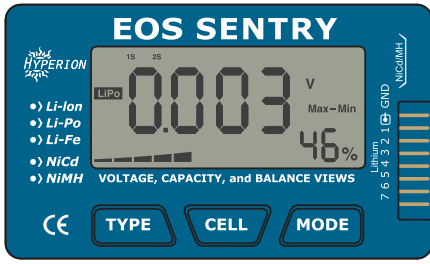 EOS SENTRY
HYPERION
●) Li-Ion
●) Li-Po
●) Li-Fe
●) NiCd
●) NiMH
1S 2S
LiPo
0.003 V
Max–Min
46%
VOLTAGE, CAPACITY, and BALANCE VIEWS
CE
TYPE
CELL
MODE
NiCd/MH
Lithium
7 6 5 4 3 2 1 GND